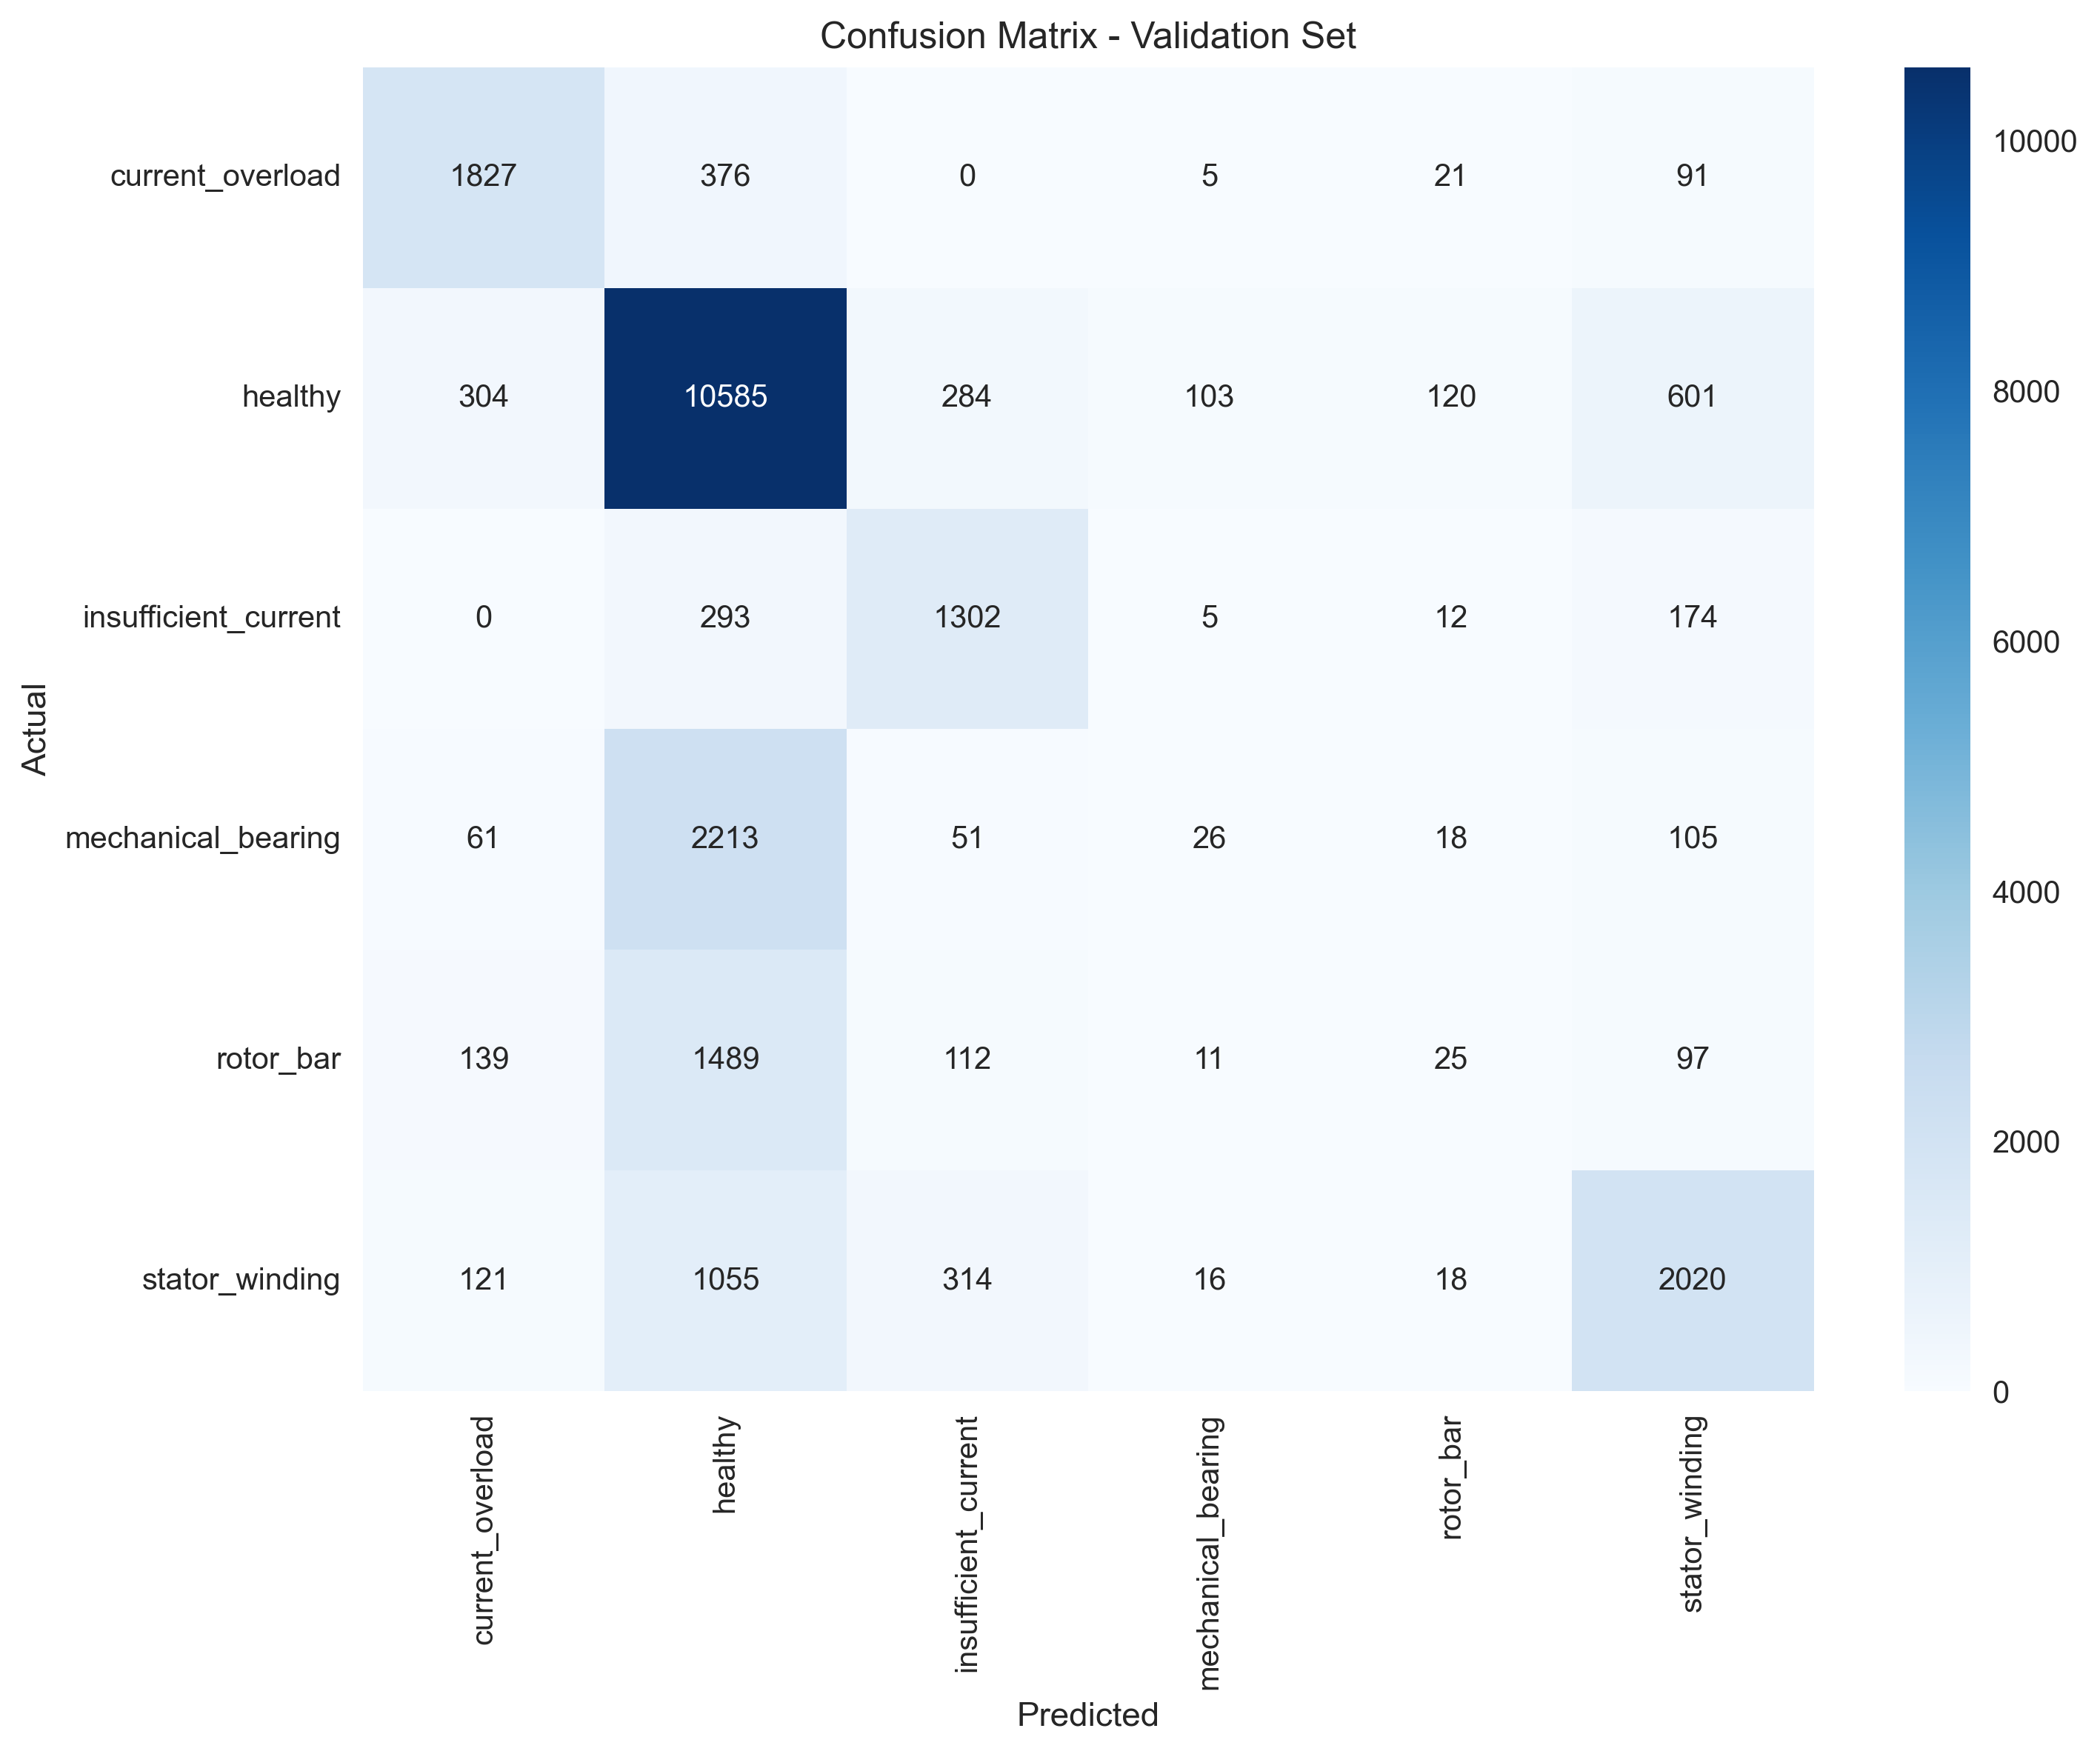 Confusion Matrix - Validation Set
current_overload 1827 376 0 5 21 91
healthy 304 10585 284 103 120 601
insufficient_current 0 293 1302 5 12 174
mechanical_bearing 61 2213 51 26 18 105
rotor_bar 139 1489 112 11 25 97
stator_winding 121 1055 314 16 18 2020
Actual
current_overload
healthy
insufficient_current
mechanical_bearing
rotor_bar
stator_winding
Predicted
10000
8000
6000
4000
2000
0